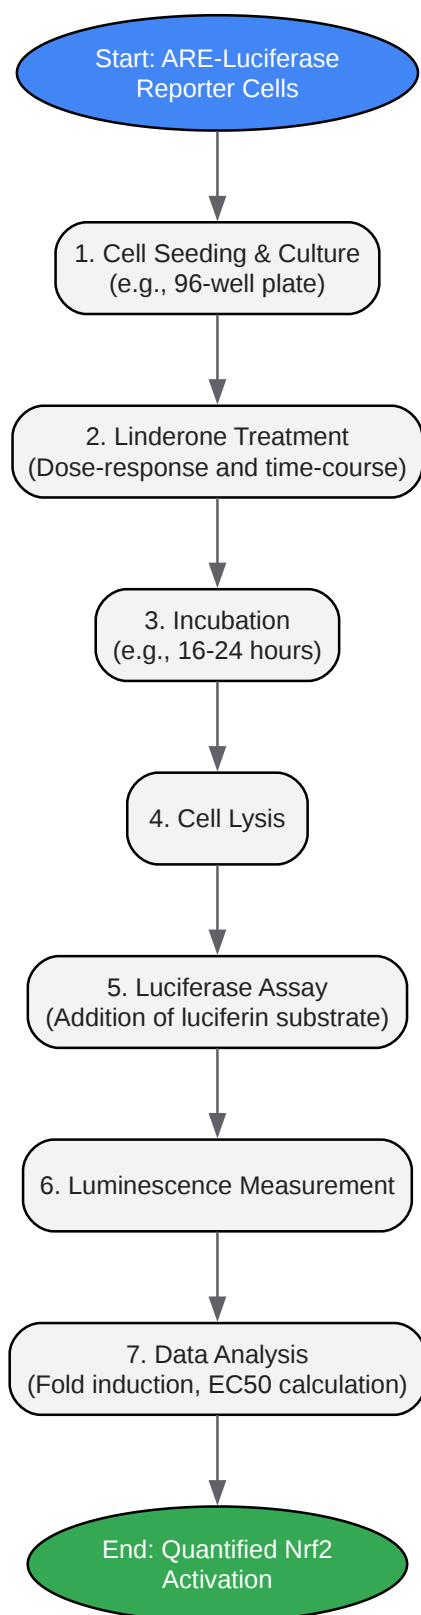 Start: ARE-Luciferase
Reporter Cells
1. Cell Seeding & Culture
(e.g., 96-well plate)
2. Linderone Treatment
(Dose-response and time-course)
3. Incubation
(e.g., 16-24 hours)
4. Cell Lysis
5. Luciferase Assay
(Addition of luciferin substrate)
6. Luminescence Measurement
7. Data Analysis
(Fold induction, EC50 calculation)
End: Quantified Nrf2
Activation